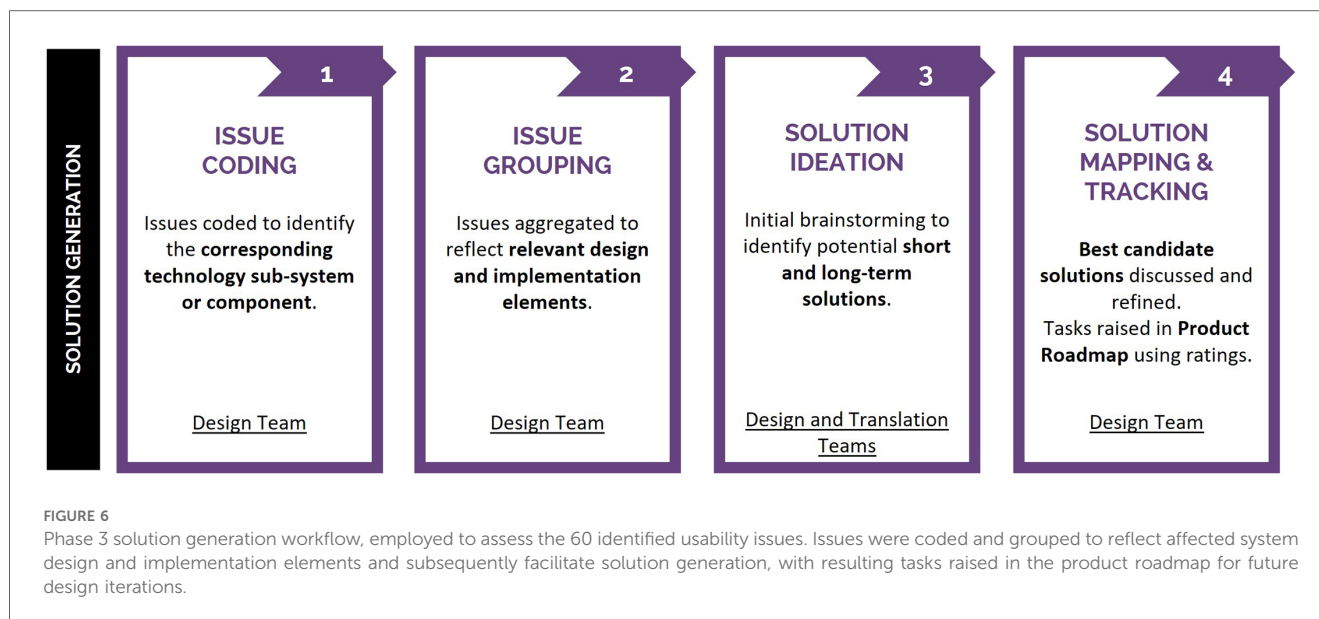 SOLUTION GENERATION
1
ISSUE
CODING
Issues coded to identify
the corresponding
technology sub-system
or component.
Design Team
2
ISSUE
GROUPING
Issues aggregated to
reflect relevant design
and implementation
elements.
Design Team
3
SOLUTION
IDEATION
Initial brainstorming to
identify potential short
and long-term
solutions.
Design and Translation
Teams
4
SOLUTION
MAPPING &
TRACKING
Best candidate
solutions discussed and
refined.
Tasks raised in Product
Roadmap using ratings.
Design Team
FIGURE 6
Phase 3 solution generation workflow, employed to assess the 60 identified usability issues. Issues were coded and grouped to reflect affected system
design and implementation elements and subsequently facilitate solution generation, with resulting tasks raised in the product roadmap for future
design iterations.